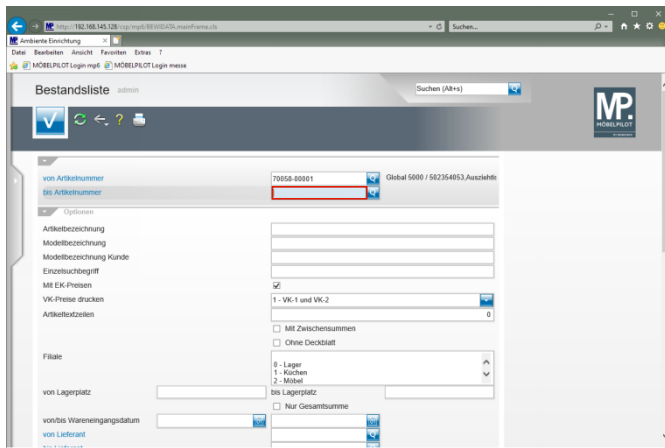 http://192.168.145.128/csp/mp6/BEWIDATA.mainFrame.cls
Suchen...
Ambiente Einrichtung
Datei Bearbeiten Ansicht Favoriten Extras ?
MÖBELPILOT Login mp6 MÖBELPILOT Login messe
Bestandsliste admin
Suchen (Alt+s)
MP.
MÖBELPILOT
von Artikelnummer 70058-80001 Global 5000 / 502354053,Ausziehtis
bis Artikelnummer
Optionen
Artikelbezeichnung
Modellbezeichnung
Modellbezeichnung Kunde
Einzelsuchbegriff
Mit EK-Preisen
VK-Preise drucken 1 - VK-1 und VK-2
Artikeltextzeilen 0
Mit Zwischensummen
Ohne Deckblatt
Filiale
0 - Lager
1 - Küchen
2 - Möbel
von Lagerplatz bis Lagerplatz
Nur Gesamtsumme
von/bis Wareneingangsdatum
von Lieferant
bis Lieferant